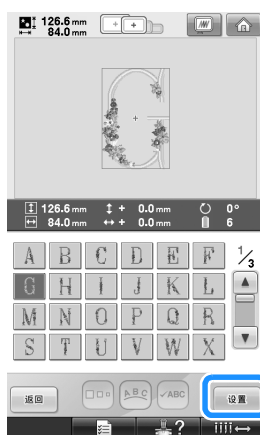 126.6 mm
84.0 mm
126.6 mm + 0.0 mm 0°
84.0 mm + 0.0 mm 6
A B C D E F 1/3
G H I J K L
M N O P Q R
S T U V W X
返回 ABC ✓ABC 设置
?